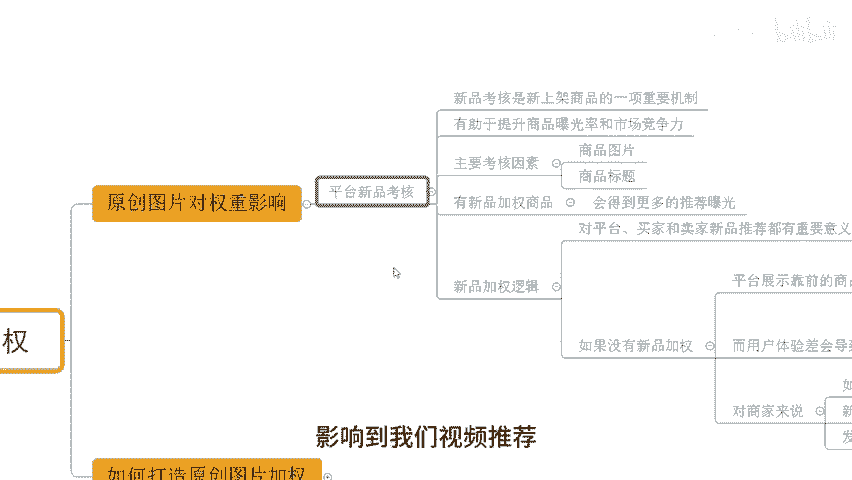 新品考核是新上架商品的一项重要机制
有助于提升商品曝光率和市场竞争力
商品图片
主要考核因素
商品标题
原创图片对权重影响
平台新品考核
有新品加权商品
会得到更多的推荐曝光
对平台、买家和卖家新品推荐都有重要意义
平台展示靠前的商品
新品加权逻辑
权
如果没有新品加权
而用户体验差会导致
如
对商家来说
新
发
影响到我们视频推荐
如何打造原创图片加权